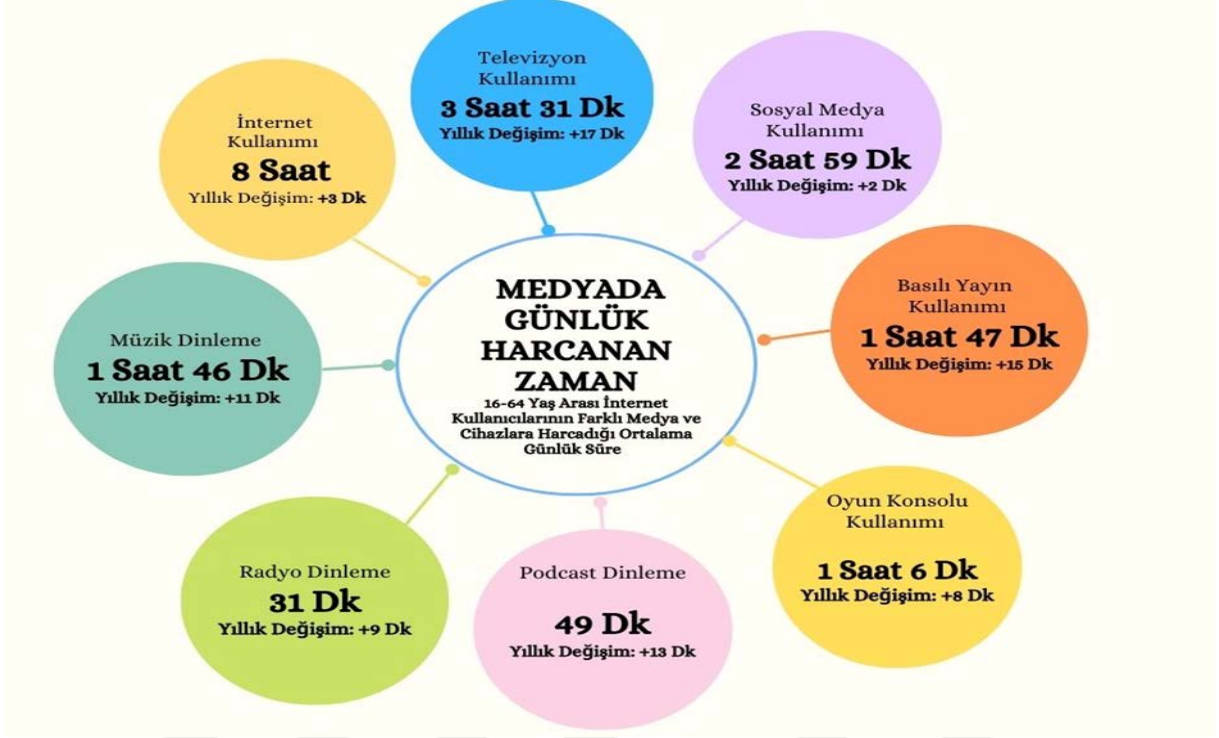 MEDYADA
GÜNLÜK
HARCANAN
ZAMAN
16-64 Yaş Arası İnternet
Kullanıcılarının Farklı Medya ve
Cihazlara Harcadığı Ortalama
Günlük Süre
Televizyon
Kullanımı
3 Saat 31 Dk
Yıllık Değişim: +17 Dk
Sosyal Medya
Kullanımı
2 Saat 59 Dk
Yıllık Değişim: +2 Dk
Basılı Yayın
Kullanımı
1 Saat 47 Dk
Yıllık Değişim: +15 Dk
Oyun Konsolu
Kullanımı
1 Saat 6 Dk
Yıllık Değişim: +8 Dk
Podcast Dinleme
49 Dk
Yıllık Değişim: +13 Dk
Radyo Dinleme
31 Dk
Yıllık Değişim: +9 Dk
Müzik Dinleme
1 Saat 46 Dk
Yıllık Değişim: +11 Dk
İnternet
Kullanımı
8 Saat
Yıllık Değişim: +3 Dk